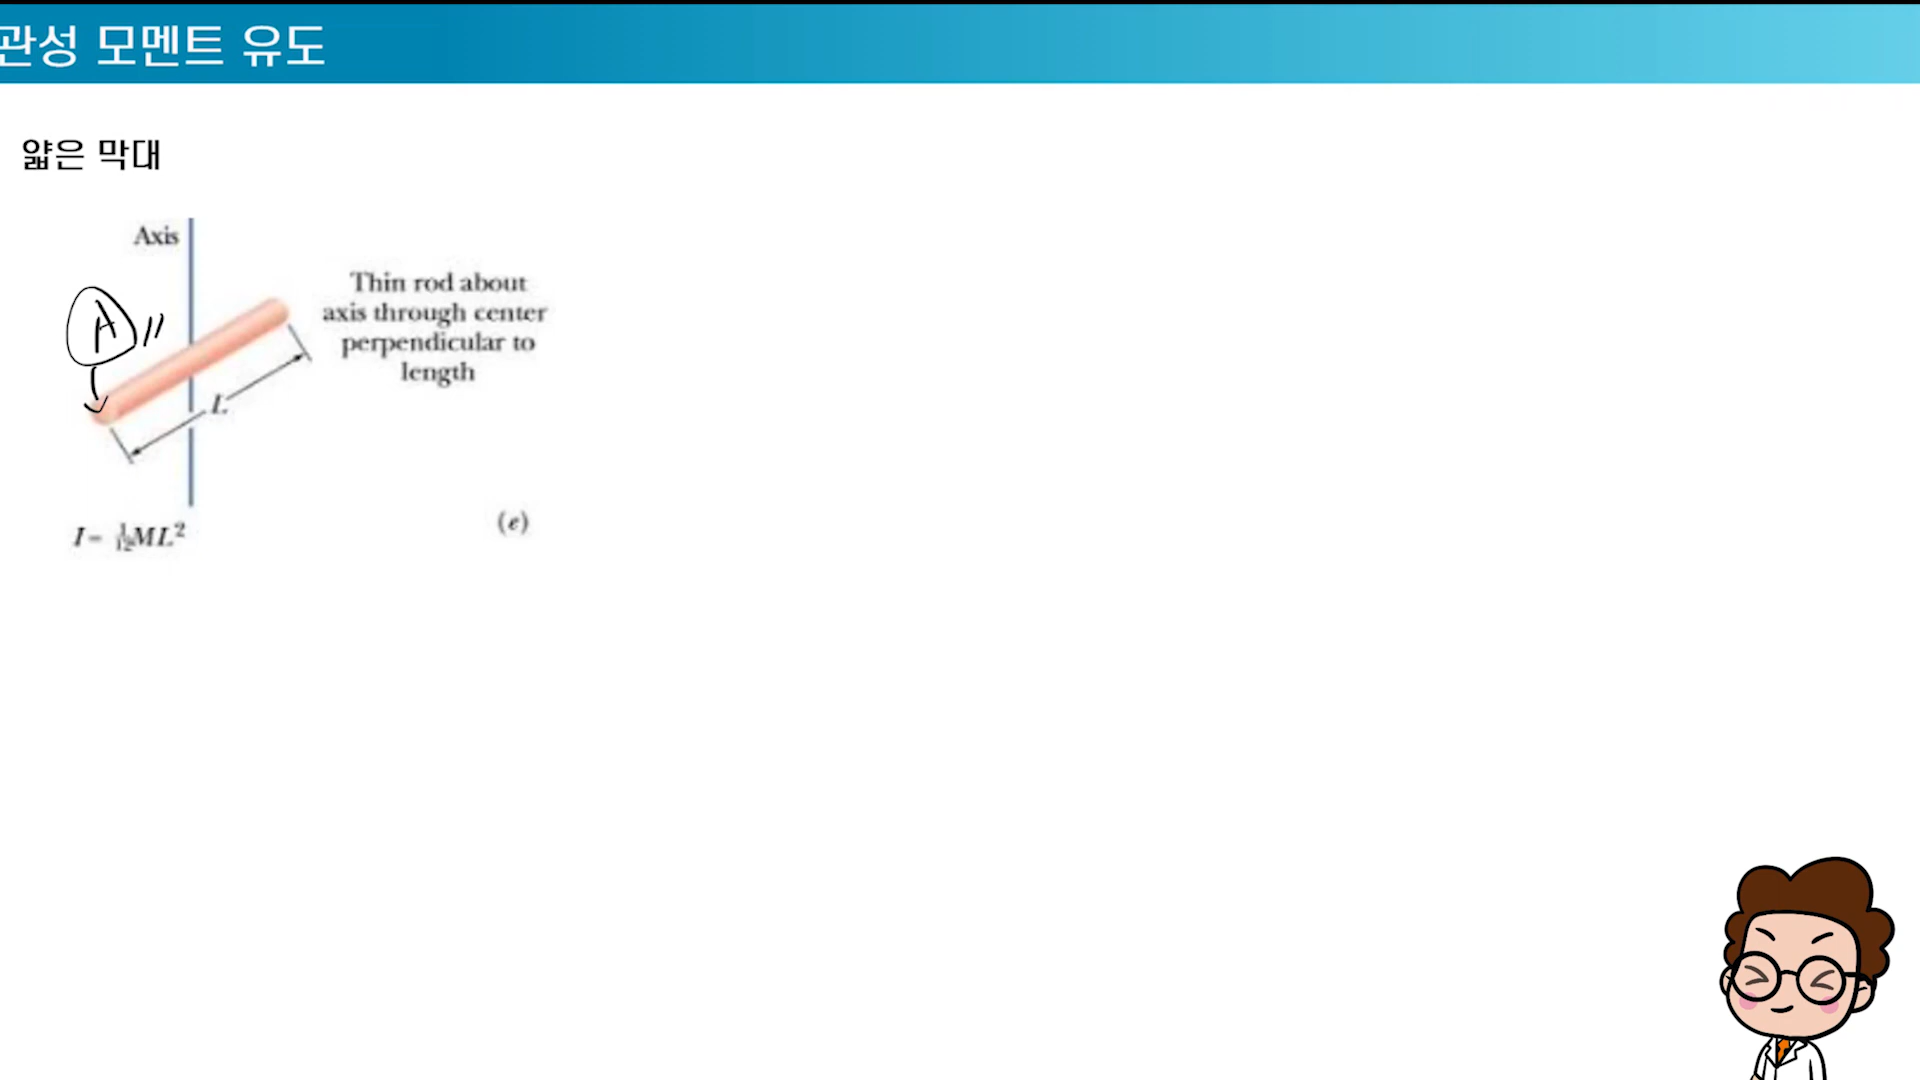 관성 모멘트 유도
얇은 막대
Axis
A
Thin rod about
axis through center
perpendicular to
length
L
I = 1/12 ML²
(e)